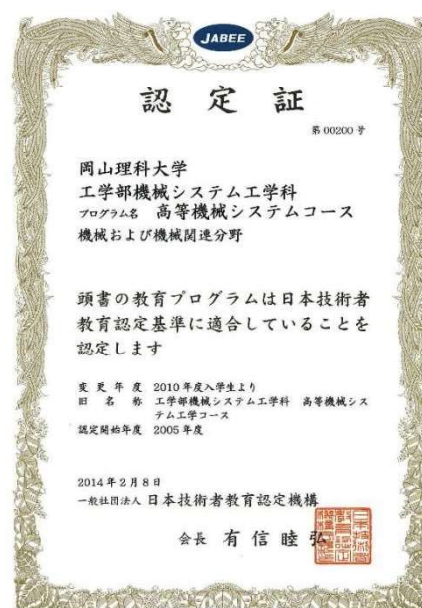 JABEE
認定証
第 00200 号
岡山理科大学
工学部機械システム工学科
プログラム名 高等機械システムコース
機械および機械関連分野
頭書の教育プログラムは日本技術者
教育認定基準に適合していることを
認定します
変更年度 2010年度入学生より
旧名称 工学部機械システム工学科 高等機械シス
テム工学コース
認定開始年度 2005年度
2014年2月8日
一般社団法人 日本技術者教育認定機構
会長 有信睦弘